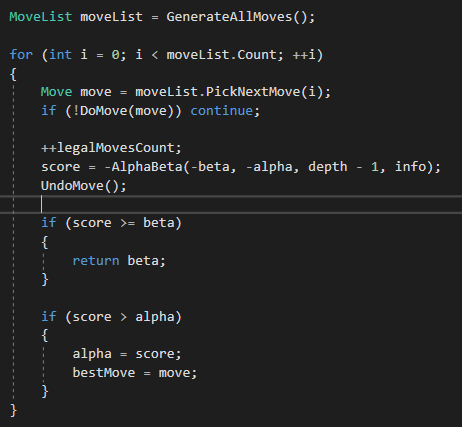 MoveList moveList = GenerateAllMoves();
for (int i = 0; i < moveList.Count; ++i)
{
Move move = moveList.PickNextMove(i);
if (!DoMove(move)) continue;
++legalMovesCount;
score = -AlphaBeta(-beta, -alpha, depth - 1, info);
UndoMove();
if (score >= beta)
{
return beta;
}
if (score > alpha)
{
alpha = score;
bestMove = move;
}
}